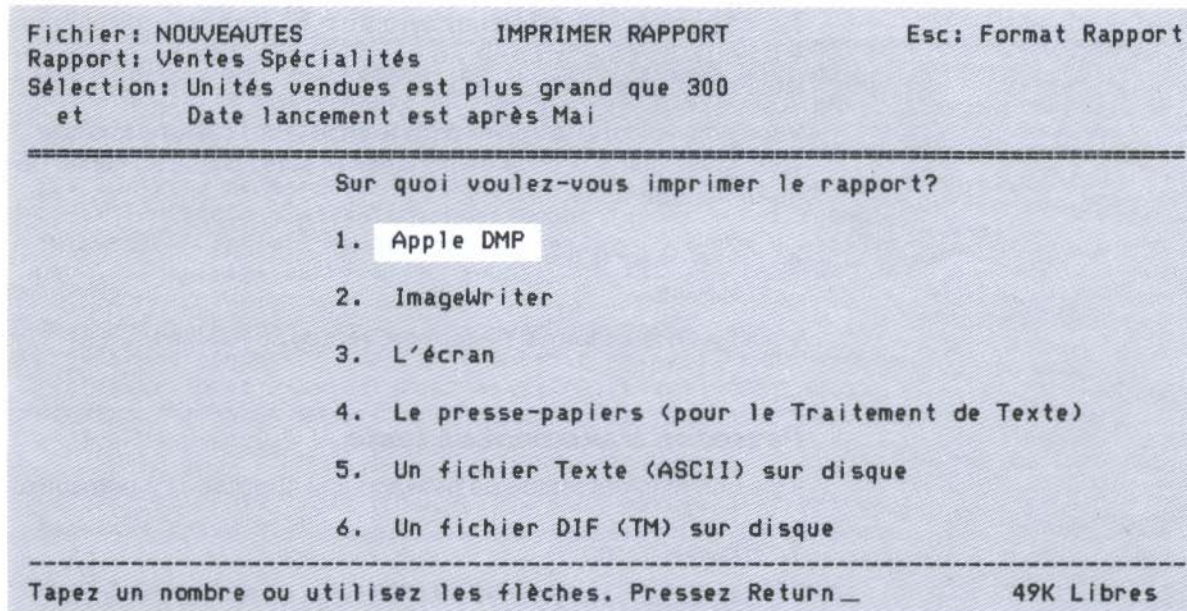 Fichier: NOUVEAUTES IMPRIMER RAPPORT Esc: Format Rapport
Rapport: Ventes Spécialités
Sélection: Unités vendues est plus grand que 300
et Date lancement est après Mai
Sur quoi voulez-vous imprimer le rapport?
1. Apple DMP
2. ImageWriter
3. L'écran
4. Le presse-papiers (pour le Traitement de Texte)
5. Un fichier Texte (ASCII) sur disque
6. Un fichier DIF (TM) sur disque
Tapez un nombre ou utilisez les flèches. Pressez Return_ 49K Libres